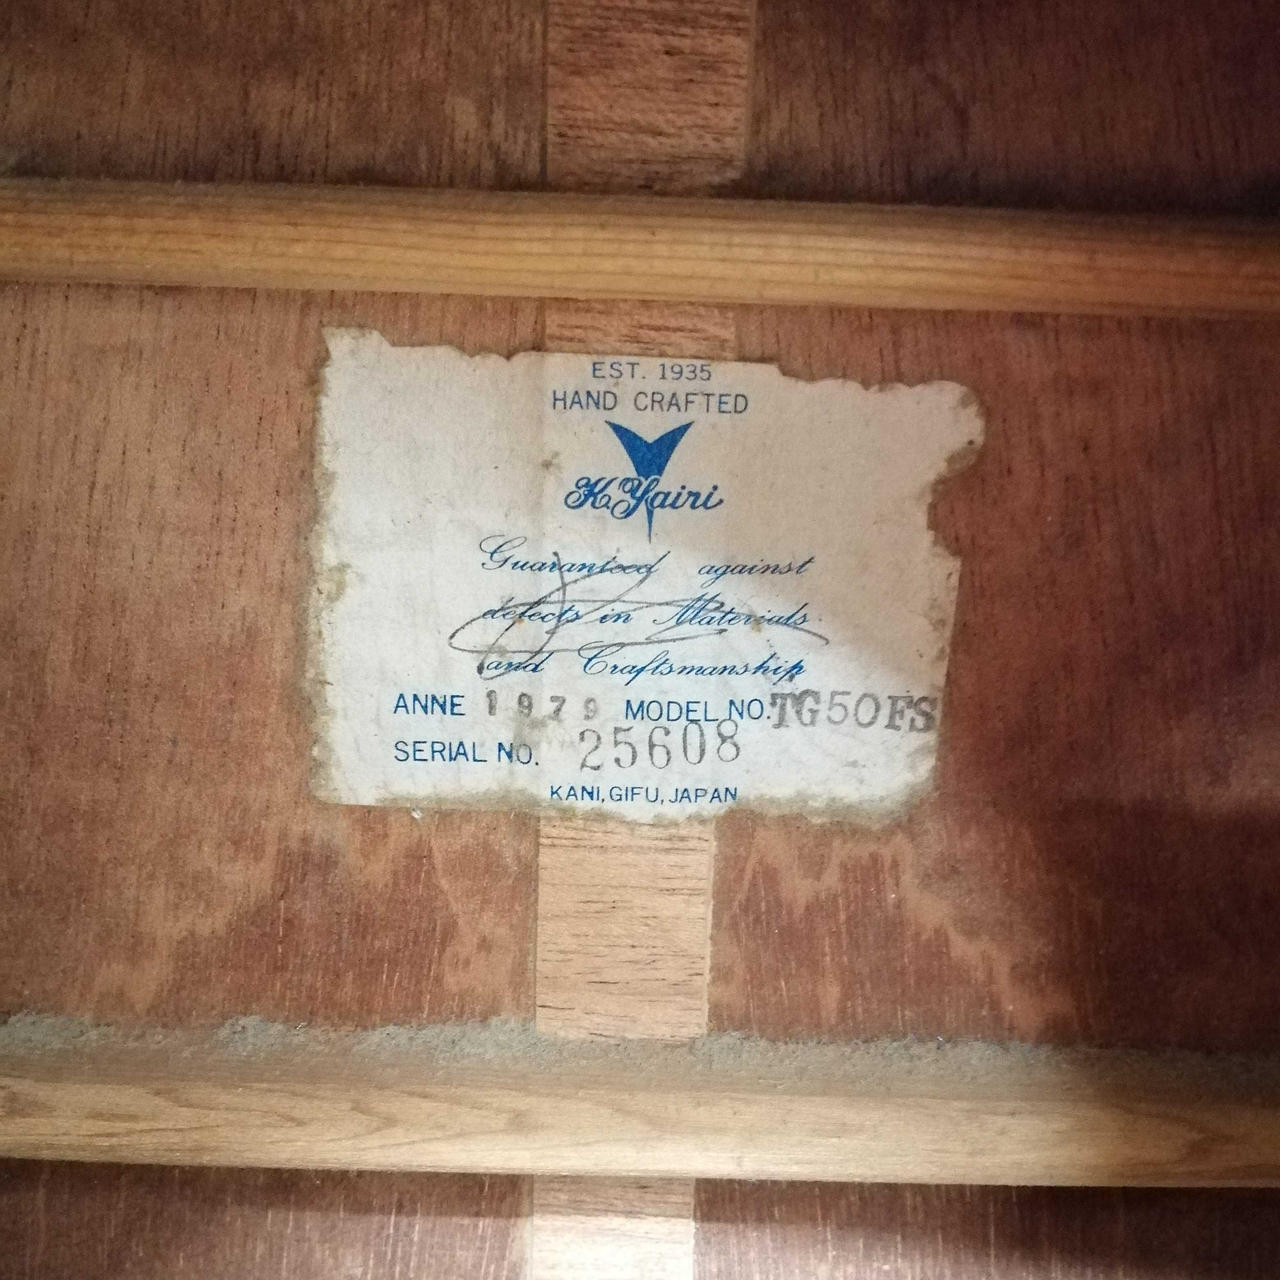 EST. 1935
HAND CRAFTED
K.Yairi
Guaranteed against
defects in Materials
and Craftsmanship
ANNE 1979 MODEL NO. TG50FS
SERIAL NO. 25608
KANI, GIFU, JAPAN